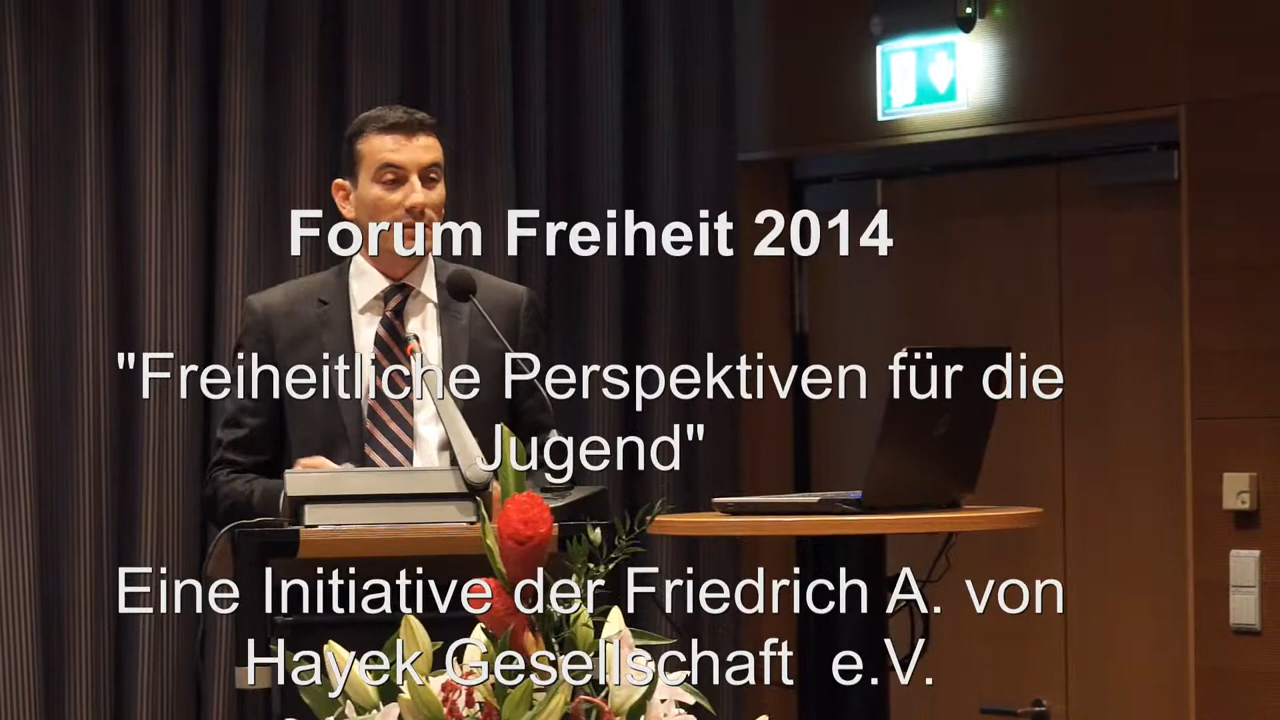 Forum Freiheit 2014
"Freiheitliche Perspektiven für die
Jugend"
Eine Initiative der Friedrich A. von
Hayek Gesellschaft  e.V.